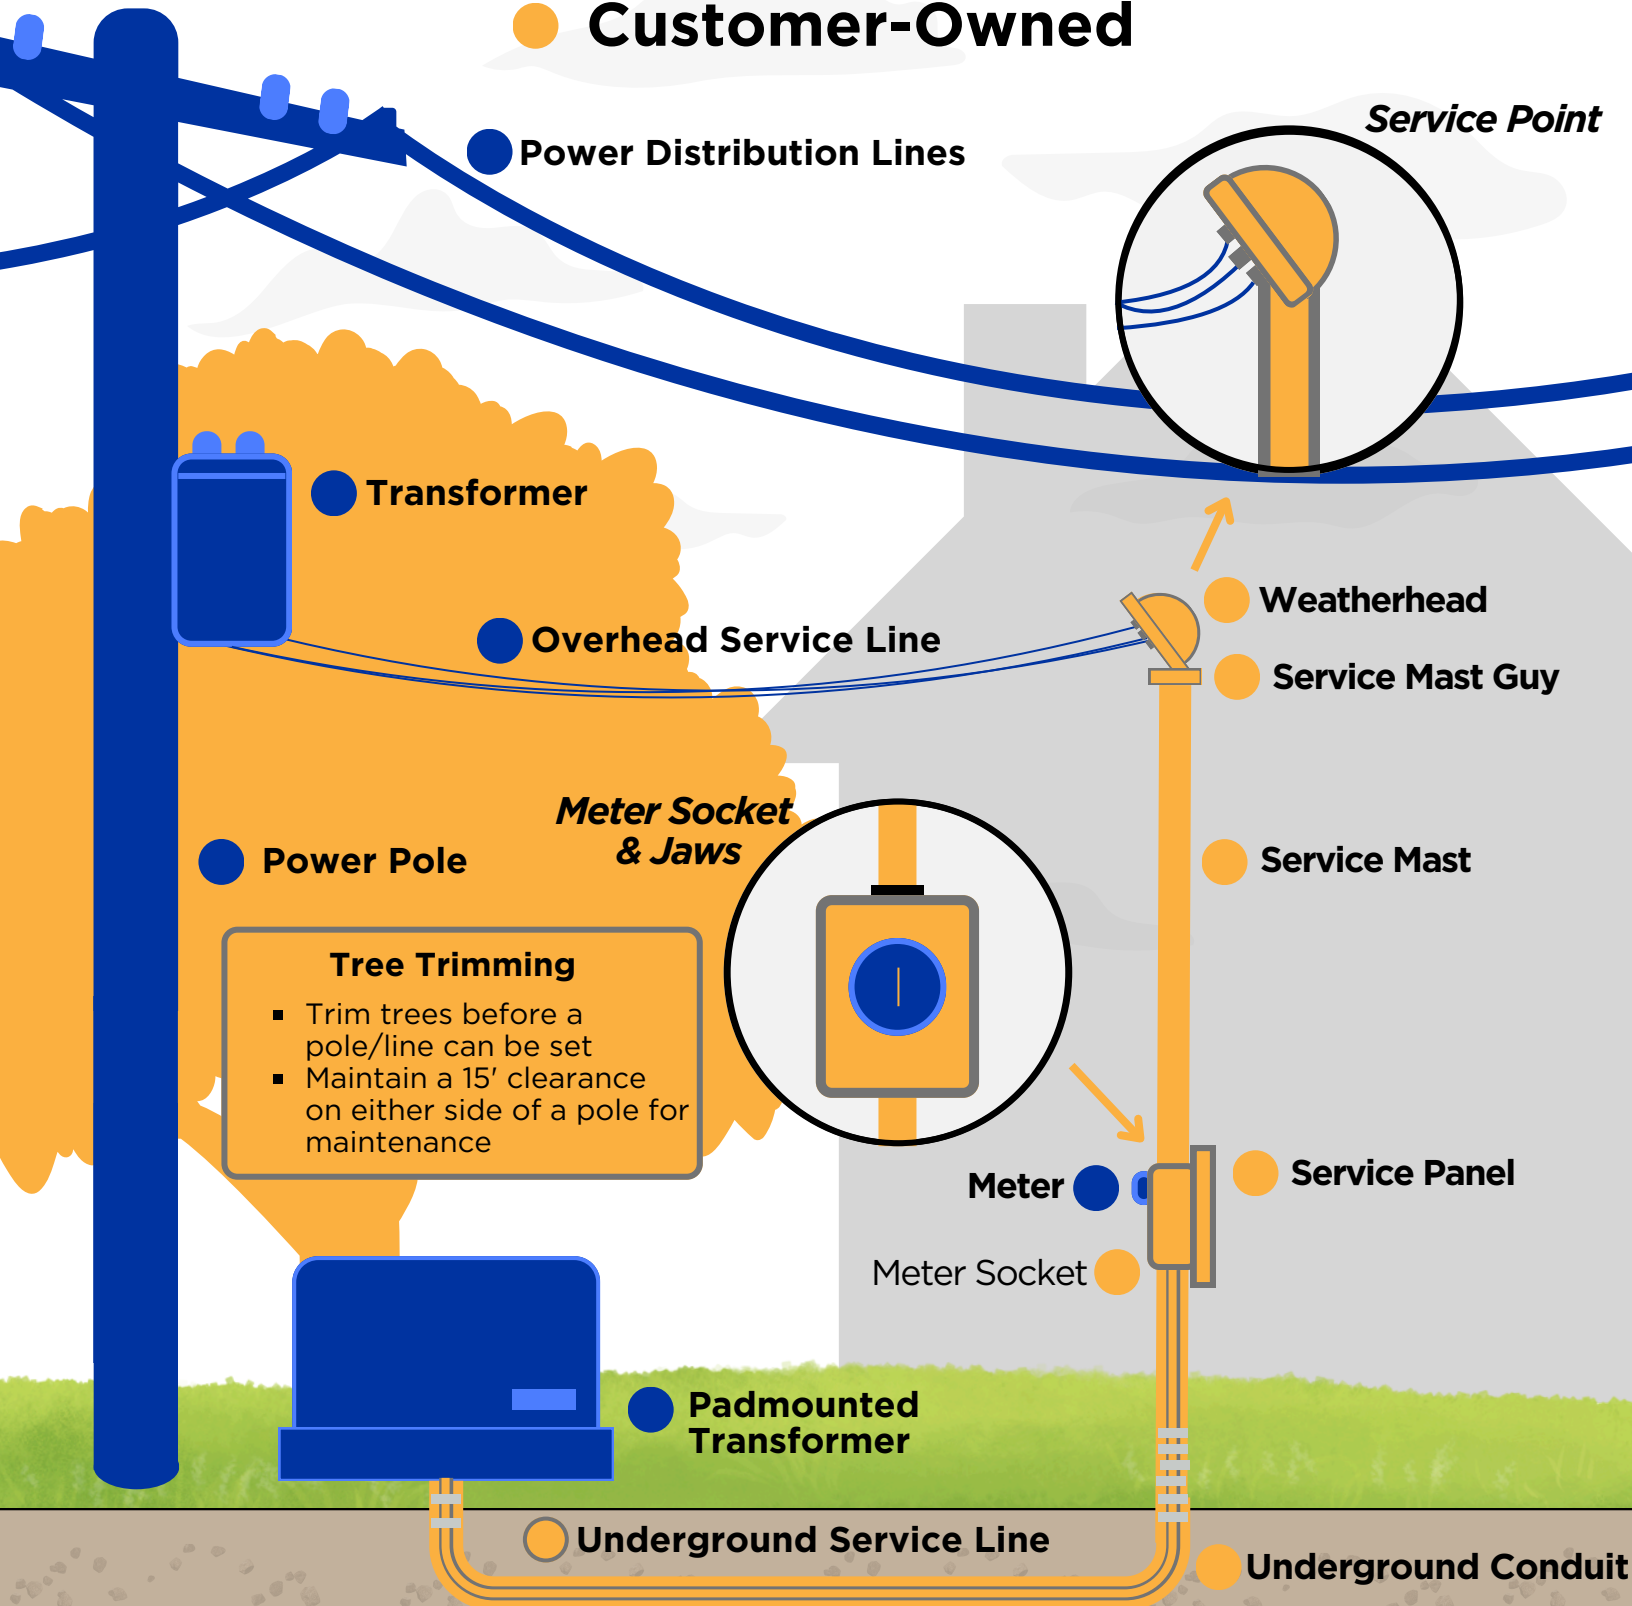 Customer-Owned
Service Point
Power Distribution Lines
Transformer
Weatherhead
Overhead Service Line
Service Mast Guy
Meter Socket
& Jaws
Power Pole
Service Mast
Tree Trimming
▪ Trim trees before a
pole/line can be set
▪ Maintain a 15' clearance
on either side of a pole for
maintenance
Meter
Service Panel
Meter Socket
Padmounted
Transformer
Underground Service Line
Underground Conduit